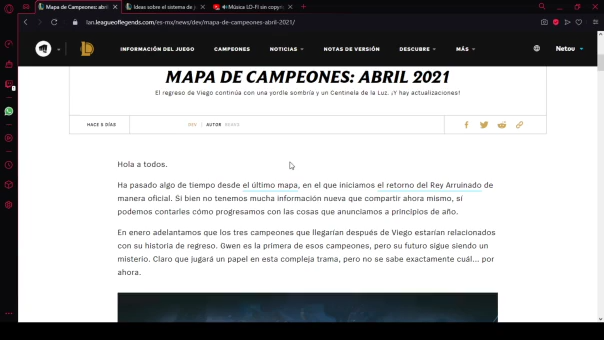 Mapa de Campeones: abri
Ideas sobre el sistema de j
Música LO-FI sin copyri
lan.leagueoflegends.com/es-mx/news/dev/mapa-de-campeones-abril-2021/
INFORMACIÓN DEL JUEGO CAMPEONES NOTICIAS NOTAS DE VERSIÓN DESCUBRE MÁS Netou
MAPA DE CAMPEONES: ABRIL 2021
El regreso de Viego continúa con una yordle sombría y un Centinela de la Luz. ¡Y hay actualizaciones!
HACE 5 DÍAS DEV AUTOR
Hola a todos.
Ha pasado algo de tiempo desde el último mapa, en el que iniciamos el retorno del Rey Arruinado de
manera oficial. Si bien no tenemos mucha información nueva que compartir ahora mismo, sí
podemos contarles cómo progresamos con las cosas que anunciamos a principios de año.
En enero adelantamos que los tres campeones que llegarían después de Viego estarían relacionados
con su historia de regreso. Gwen es la primera de esos campeones, pero su futuro sigue siendo un
misterio. Claro que jugará un papel en esta compleja trama, pero no se sabe exactamente cuál... por
ahora.